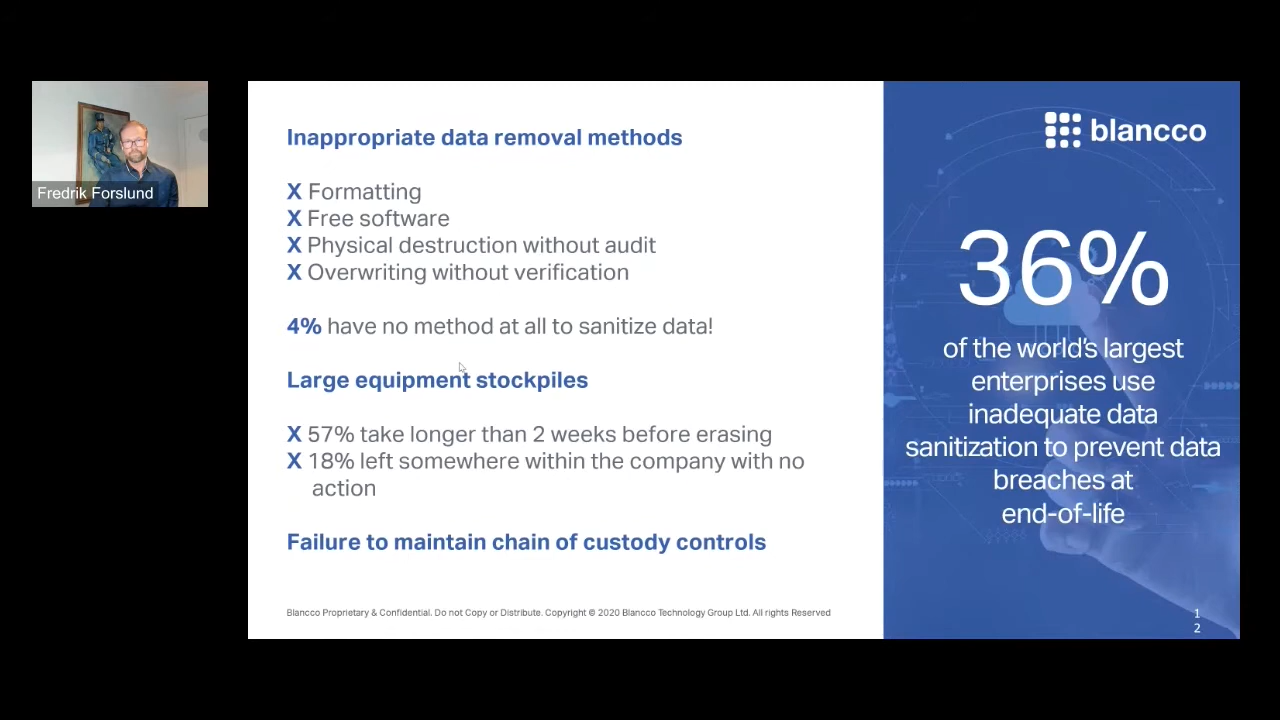 Fredrik Forslund
Inappropriate data removal methods
X Formatting
X Free software
X Physical destruction without audit
X Overwriting without verification
4% have no method at all to sanitize data!
Large equipment stockpiles
X 57% take longer than 2 weeks before erasing
X 18% left somewhere within the company with no
action
Failure to maintain chain of custody controls
Blancco Proprietary & Confidential. Do not Copy or Distribute. Copyright © 2020 Blancco Technology Group Ltd. All rights Reserved
blancco
36%
of the world's largest
enterprises use
inadequate data
sanitization to prevent data
breaches at
end-of-life
1
2